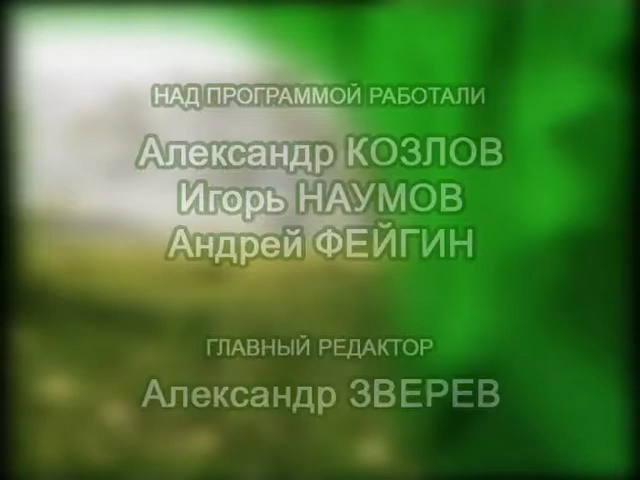 НАД ПРОГРАММОЙ РАБОТАЛИ
Александр КОЗЛОВ
Игорь НАУМОВ
Андрей ФЕЙГИН
ГЛАВНЫЙ РЕДАКТОР
Александр ЗВЕРЕВ